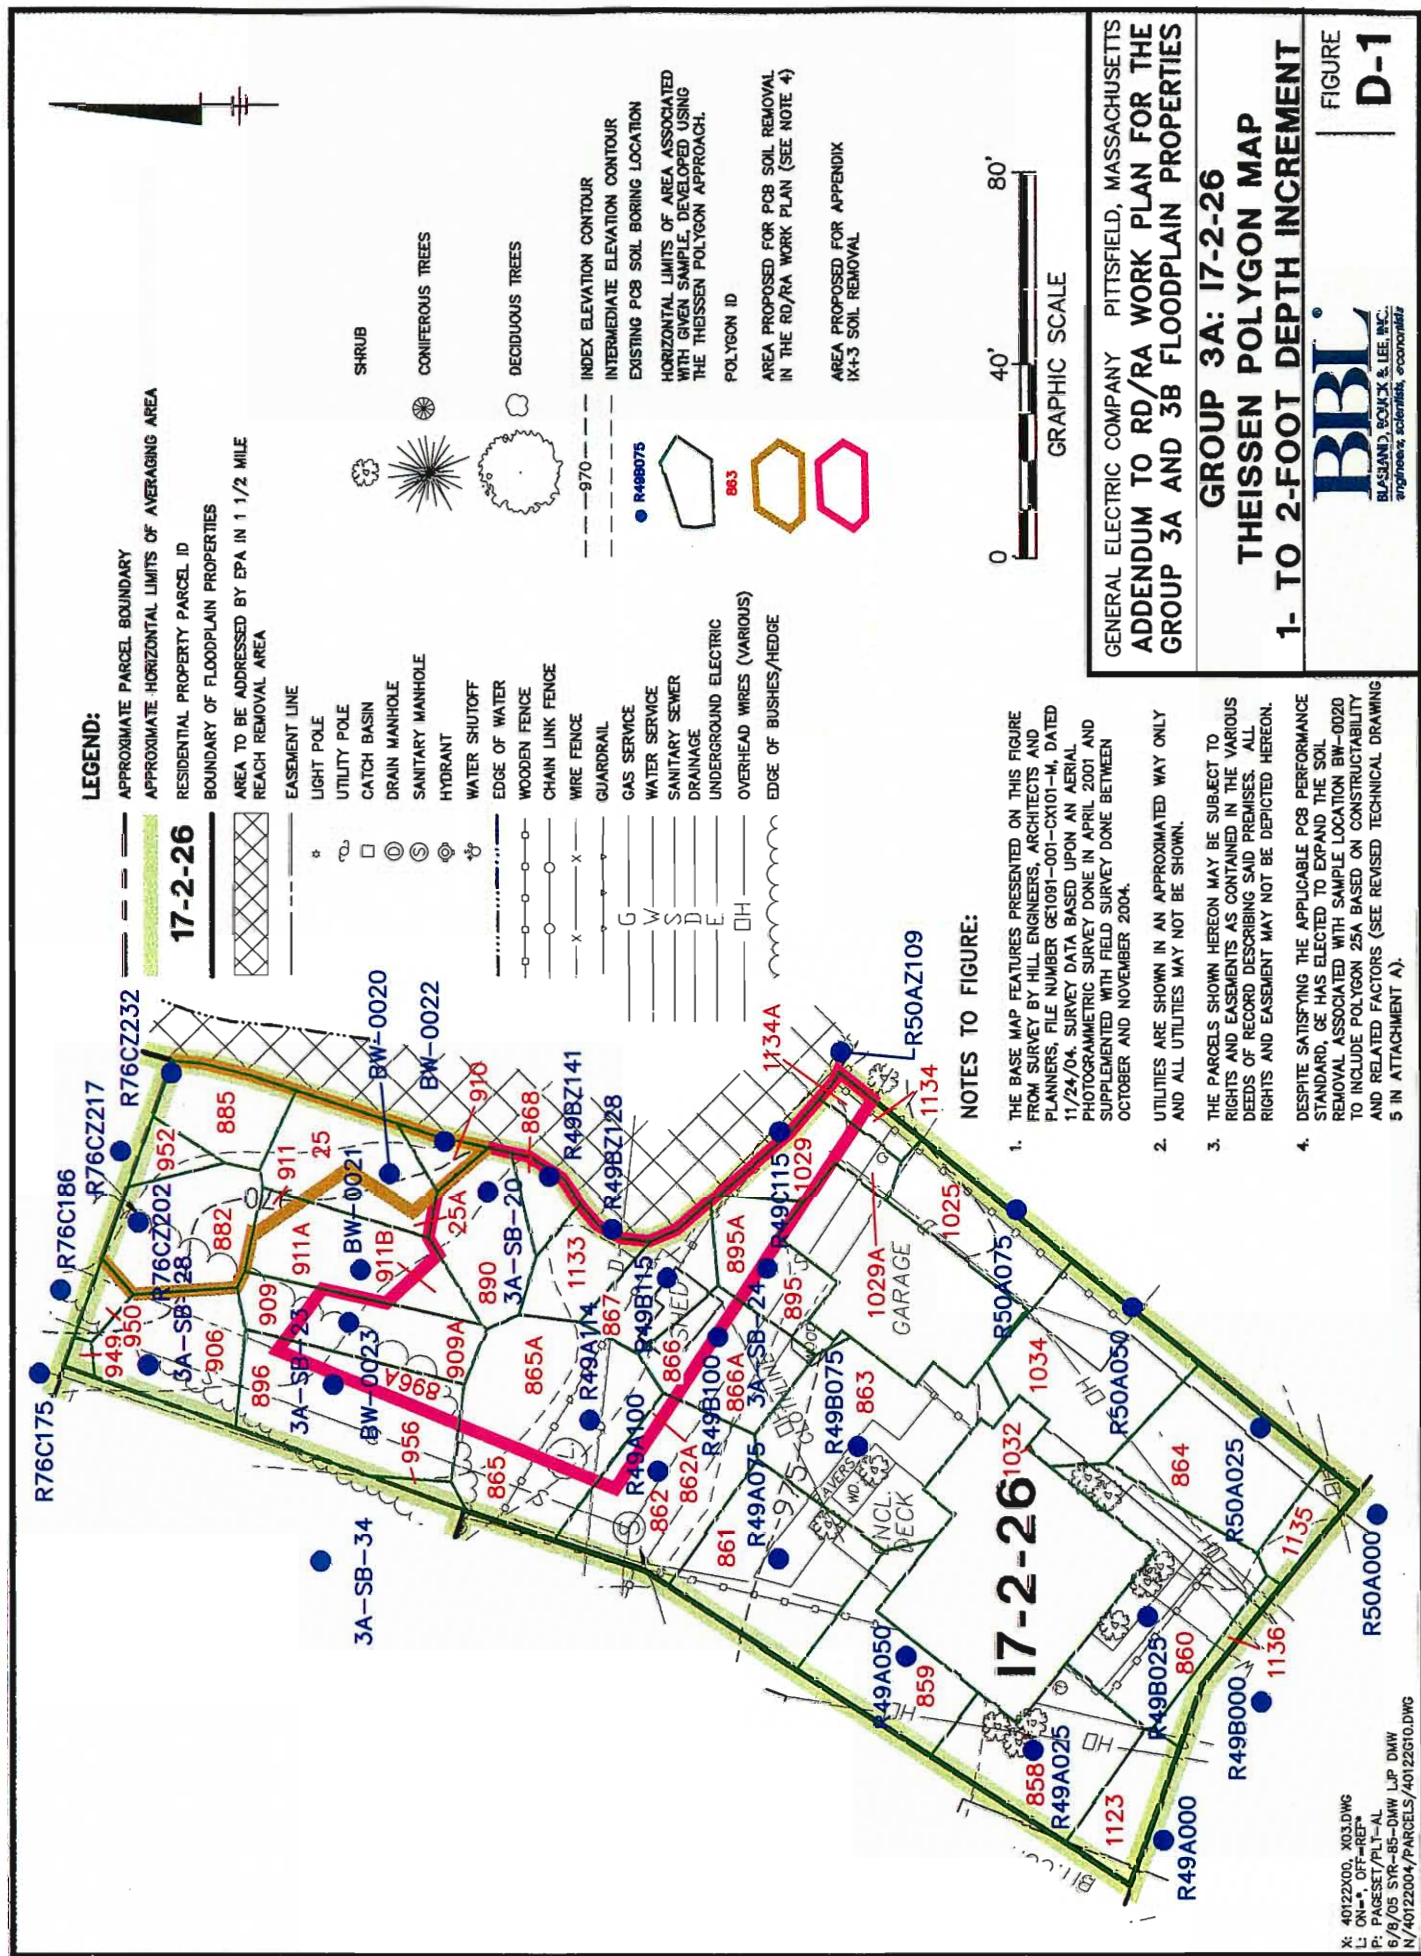 LEGEND:
APPROXIMATE PARCEL BOUNDARY
APPROXIMATE HORIZONTAL LIMITS OF AVERAGING AREA
17-2-26
RESIDENTIAL PROPERTY PARCEL ID
BOUNDARY OF FLOODPLAIN PROPERTIES
AREA TO BE ADDRESSED BY EPA IN 1 1/2 MILE
REACH REMOVAL AREA
EASEMENT LINE
LIGHT POLE
UTILITY POLE
CATCH BASIN
D
DRAIN MANHOLE
S
SANITARY MANHOLE
HYDRANT
WATER SHUTOFF
EDGE OF WATER
WOODEN FENCE
CHAIN LINK FENCE
X X WIRE FENCE
GUARDRAIL
G GAS SERVICE
W WATER SERVICE
S SANITARY SEWER
D DRAINAGE
E UNDERGROUND ELECTRIC
OH OVERHEAD WIRES (VARIOUS)
EDGE OF BUSHES/HEDGE
SHRUB
CONIFEROUS TREES
DECIDUOUS TREES
970 INDEX ELEVATION CONTOUR
INTERMEDIATE ELEVATION CONTOUR
R49B075
EXISTING PCB SOIL BORING LOCATION
HORIZONTAL LIMITS OF AREA ASSOCIATED
WITH GIVEN SAMPLE, DEVELOPED USING
THE THEISSEN POLYGON APPROACH.
863
POLYGON ID
AREA PROPOSED FOR PCB SOIL REMOVAL
IN THE RD/RA WORK PLAN (SEE NOTE 4)
AREA PROPOSED FOR APPENDIX
IX+3 SOIL REMOVAL
R76C175
R76C186
R76CZ217
R76CZ232
R76CZ202
3A-SB-28
949
950
952
885
882
906
896
909
911
911A
911B
25
25A
910
BW-0020
BW-0021
BW-0022
BW-0023
3A-SB-23
896A
909A
956
890
3A-SB-20
868
R49BZ141
R49BZ128
1133
865A
865
3A-SB-34
R49A114
867
R49B115
SHED
866
866A
R49A100
R49B100
862
862A
895A
895
R49C115
1029
1134A
R50AZ109
1134
3A-SB-24
861
R49A075
975
R49B075
863
PAVERS
WD.
INCL.
DECK
1029A
GARAGE
1025
R50A075
1034
R50A050
1032
17-2-26
864
R50A025
1135
R50A000
R49A050
859
858
R49A025
1123
R49A000
860
R49B025
1136
R49B000
NOTES TO FIGURE:
1. THE BASE MAP FEATURES PRESENTED ON THIS FIGURE
FROM SURVEY BY HILL ENGINEERS, ARCHITECTS AND
PLANNERS, FILE NUMBER GE1091-001-CX101-M, DATED
11/24/04. SURVEY DATA BASED UPON AN AERIAL
PHOTOGRAMMETRIC SURVEY DONE IN APRIL 2001 AND
SUPPLEMENTED WITH FIELD SURVEY DONE BETWEEN
OCTOBER AND NOVEMBER 2004.
2. UTILITIES ARE SHOWN IN AN APPROXIMATED WAY ONLY
AND ALL UTILITIES MAY NOT BE SHOWN.
3. THE PARCELS SHOWN HEREON MAY BE SUBJECT TO
RIGHTS AND EASEMENTS AS CONTAINED IN THE VARIOUS
DEEDS OF RECORD DESCRIBING SAID PREMISES. ALL
RIGHTS AND EASEMENT MAY NOT BE DEPICTED HEREON.
4. DESPITE SATISFYING THE APPLICABLE PCB PERFORMANCE
STANDARD, GE HAS ELECTED TO EXPAND THE SOIL
REMOVAL ASSOCIATED WITH SAMPLE LOCATION BW-0020
TO INCLUDE POLYGON 25A BASED ON CONSTRUCTABILITY
AND RELATED FACTORS (SEE REVISED TECHNICAL DRAWING
5 IN ATTACHMENT A).
0 40' 80'
GRAPHIC SCALE
GENERAL ELECTRIC COMPANY PITTSFIELD, MASSACHUSETTS
ADDENDUM TO RD/RA WORK PLAN FOR THE
GROUP 3A AND 3B FLOODPLAIN PROPERTIES
GROUP 3A: 17-2-26
THEISSEN POLYGON MAP
1- TO 2-FOOT DEPTH INCREMENT
BBL®
BLASLAND, BOUCK & LEE, INC.
engineers, scientists, economists
FIGURE
D-1
X: 40122X00, X03.DWG
L: ON=*, OFF=REF*
P: PAGESET/PLT-AL
6/8/05 SYR-85-DMW LJP DMW
N/40122004/PARCELS/40122G10.DWG